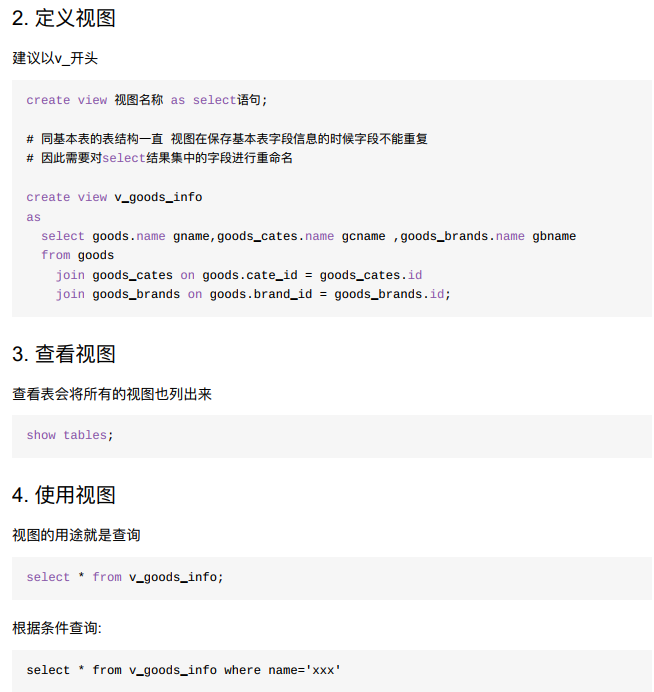 2. 定义视图
建议以v_开头
create view 视图名称 as select语句;
# 同基本表的表结构一直 视图在保存基本表字段信息的时候字段不能重复
# 因此需要对select结果集中的字段进行重命名
create view v_goods_info
as
select goods.name gname,goods_cates.name gcname ,goods_brands.name gbname
from goods
join goods_cates on goods.cate_id = goods_cates.id
join goods_brands on goods.brand_id = goods_brands.id;
3. 查看视图
查看表会将所有的视图也列出来
show tables;
4. 使用视图
视图的用途就是查询
select * from v_goods_info;
根据条件查询:
select * from v_goods_info where name='xxx'